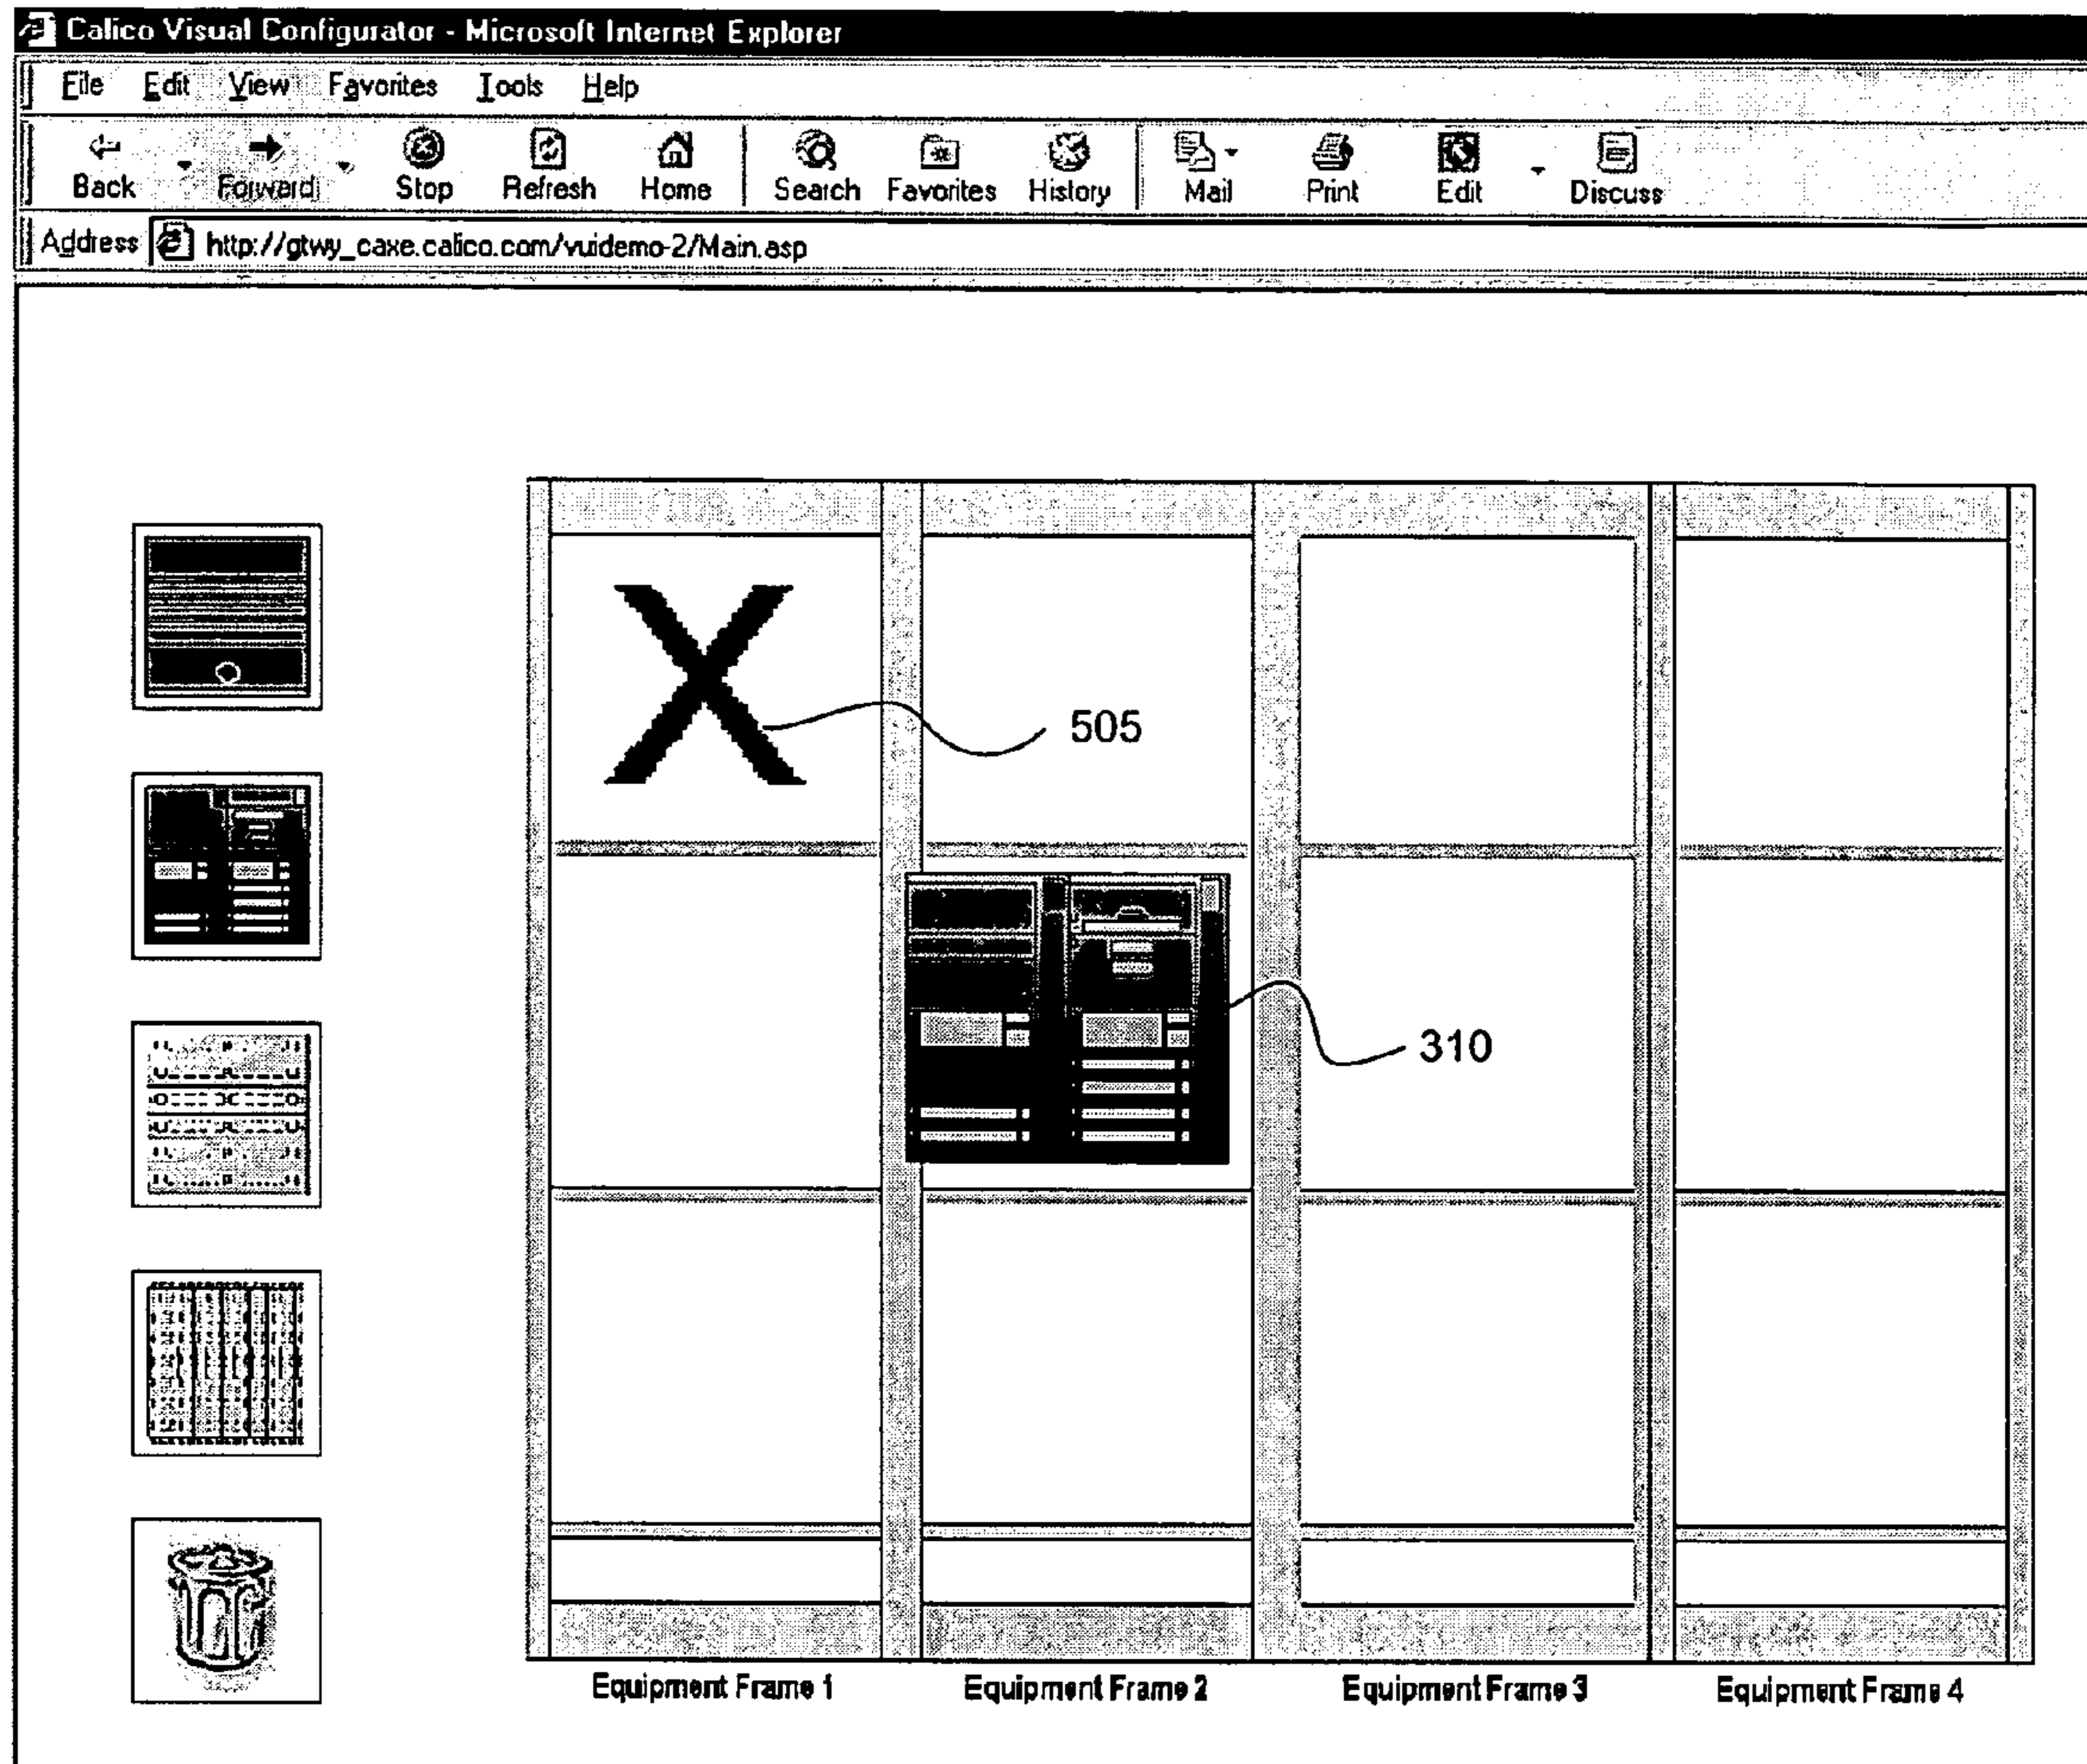 Calico Visual Configurator - Microsoft Internet Explorer
File Edit View Favorites Tools Help
Back Forward Stop Refresh Home Search Favorites History Mail Print Edit Discuss
Address http://gtwy_caxe.calico.com/vuidemo-2/Main.asp
X
505
310
Equipment Frame 1 Equipment Frame 2 Equipment Frame 3 Equipment Frame 4